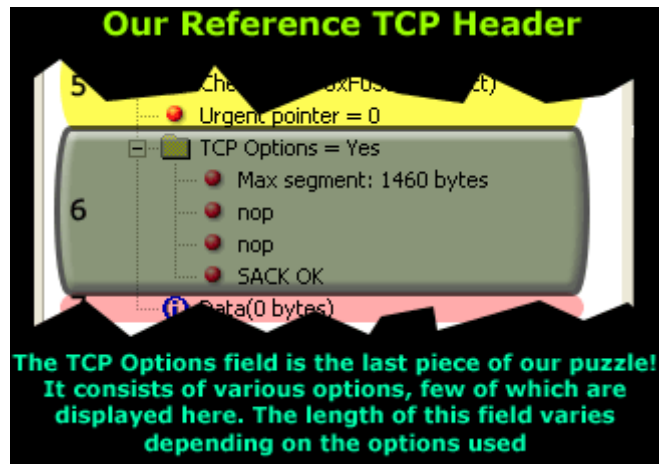 Our Reference TCP Header
5
Urgent pointer = 0
TCP Options = Yes
Max segment: 1460 bytes
6
nop
nop
SACK OK
Data(0 bytes)
The TCP Options field is the last piece of our puzzle!
It consists of various options, few of which are
displayed here. The length of this field varies
depending on the options used